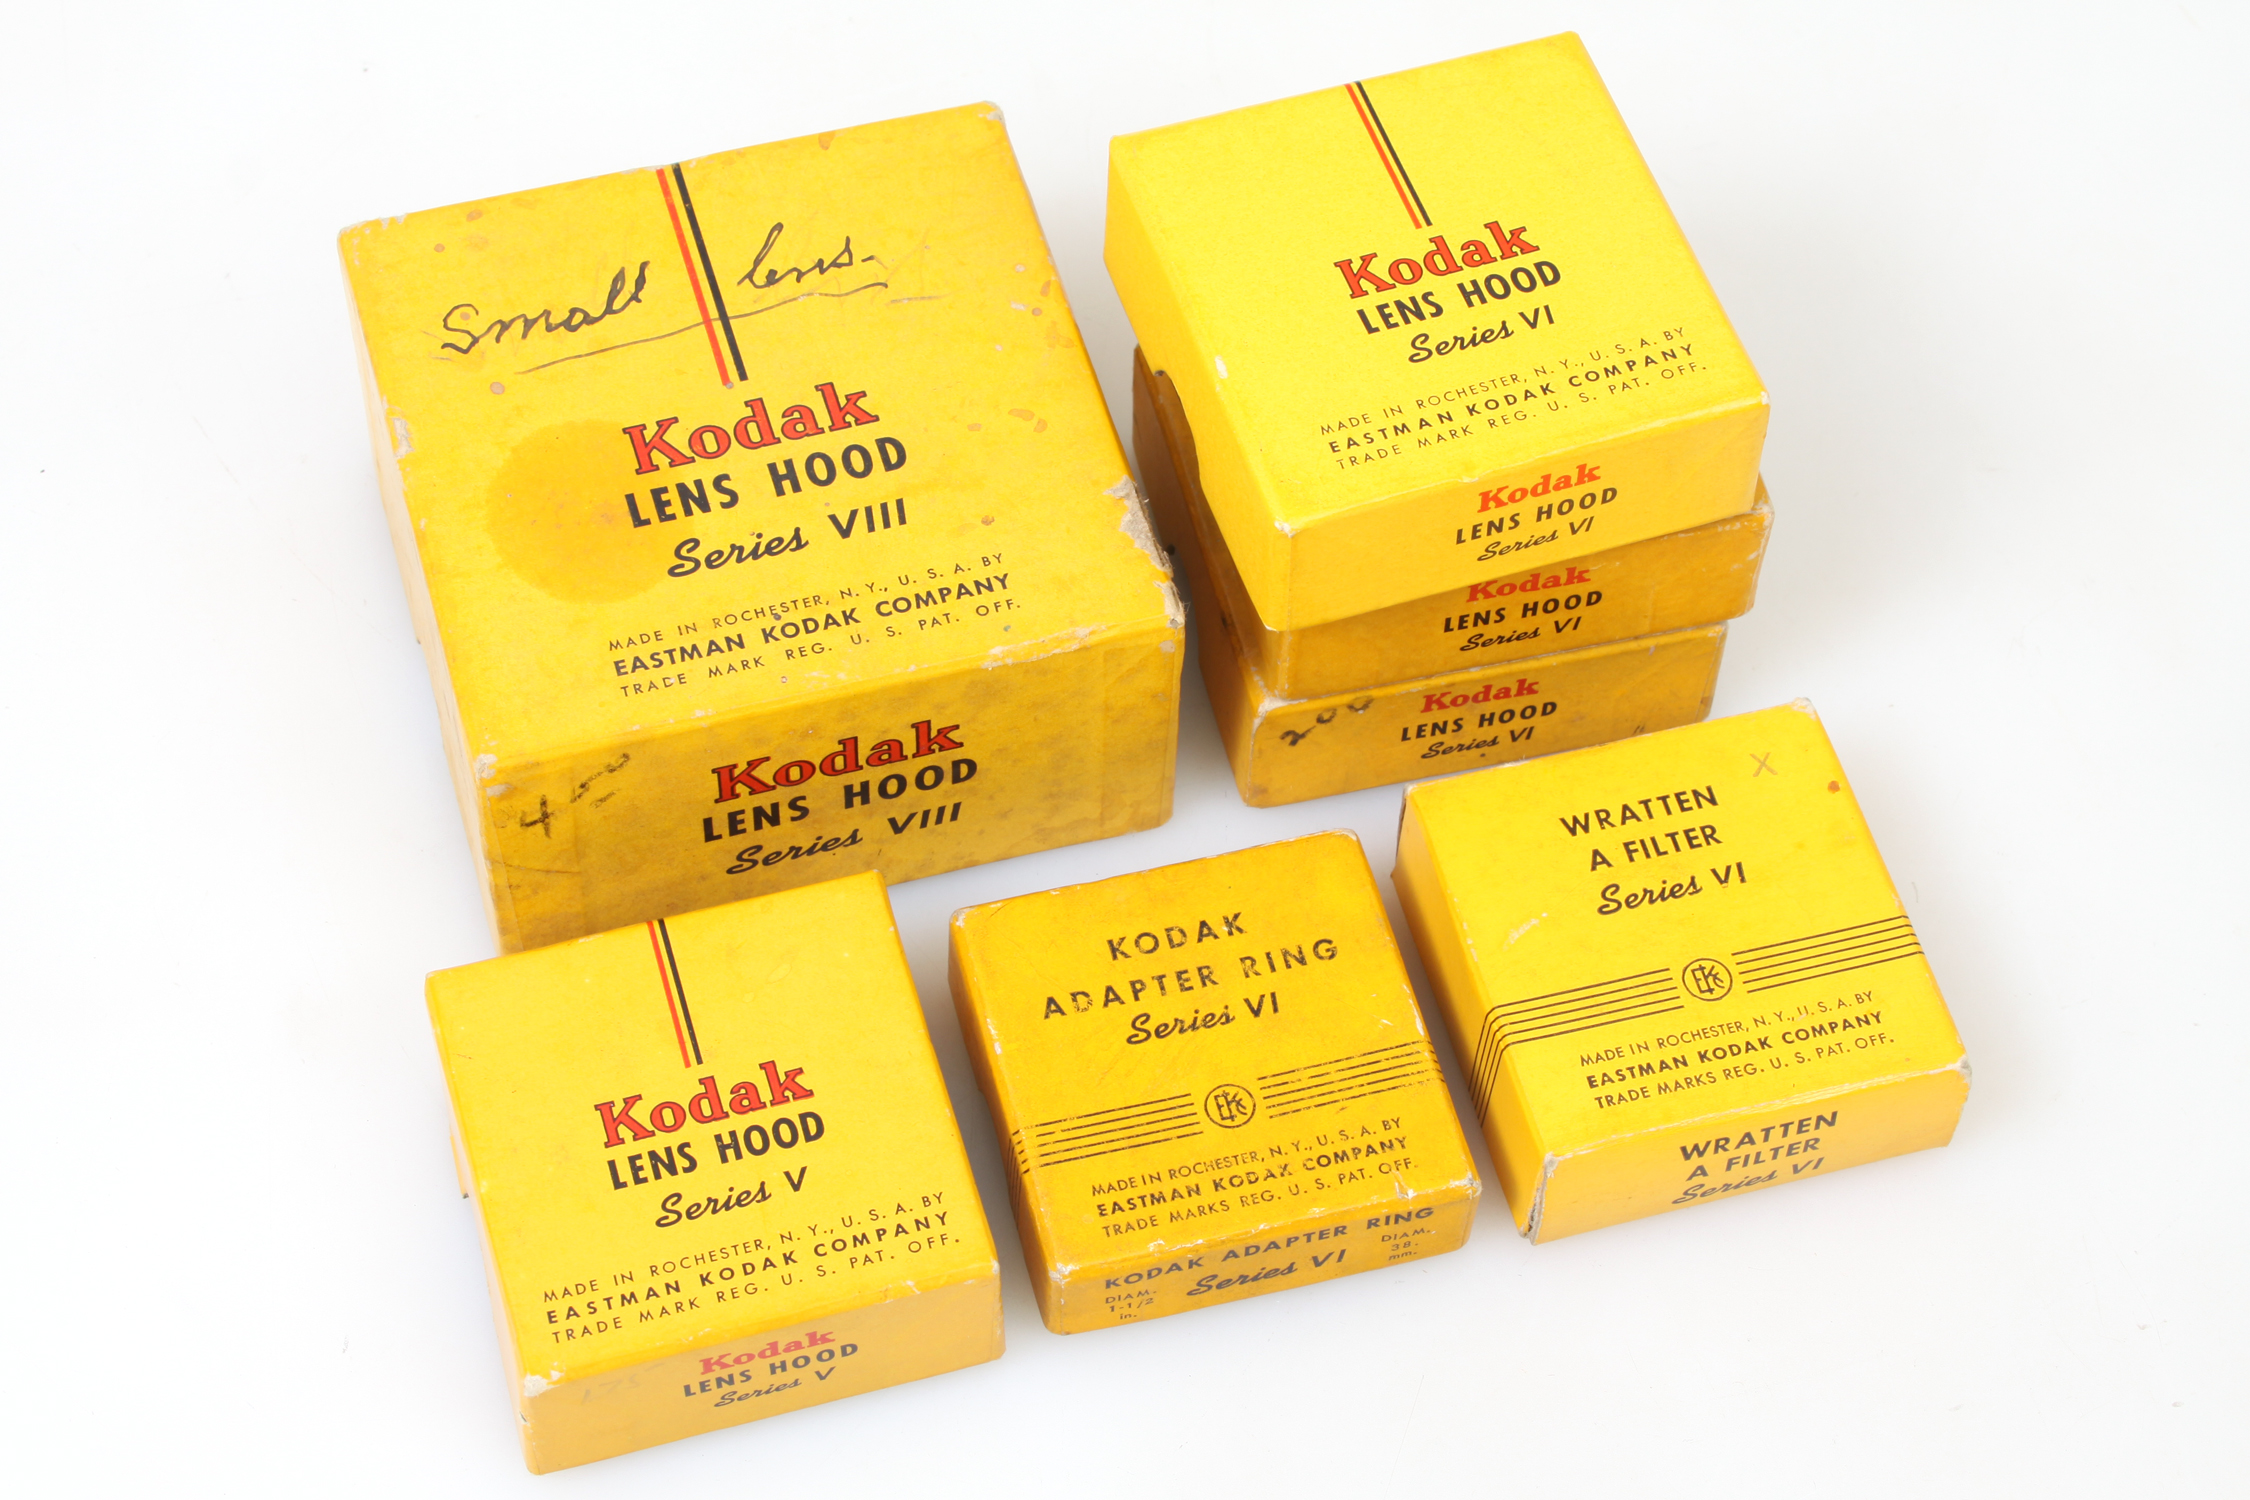 Small lens.
Kodak
LENS HOOD
Series VIII
MADE IN ROCHESTER, N. Y., U. S. A. BY
EASTMAN KODAK COMPANY
TRADE MARK REG. U. S. PAT. OFF.
Kodak
LENS HOOD
Series VIII
Kodak
LENS HOOD
Series VI
MADE IN ROCHESTER, N. Y., U. S. A. BY
EASTMAN KODAK COMPANY
TRADE MARK REG. U. S. PAT. OFF.
Kodak
LENS HOOD
Series VI
Kodak
LENS HOOD
Series VI
200
Kodak
LENS HOOD
Series VI
Kodak
LENS HOOD
Series V
MADE IN ROCHESTER, N. Y., U. S. A. BY
EASTMAN KODAK COMPANY
TRADE MARK REG. U. S. PAT. OFF.
175
Kodak
LENS HOOD
Series V
KODAK
ADAPTER RING
Series VI
EKC
MADE IN ROCHESTER, N. Y., U. S. A. BY
EASTMAN KODAK COMPANY
TRADE MARKS REG. U. S. PAT. OFF.
KODAK ADAPTER RING
Series VI
DIAM.
1-1/2
in.
DIAM.
38.
mm.
X
WRATTEN
A FILTER
Series VI
EKC
MADE IN ROCHESTER, N. Y., U. S. A. BY
EASTMAN KODAK COMPANY
TRADE MARKS REG. U. S. PAT. OFF.
WRATTEN
A FILTER
Series VI